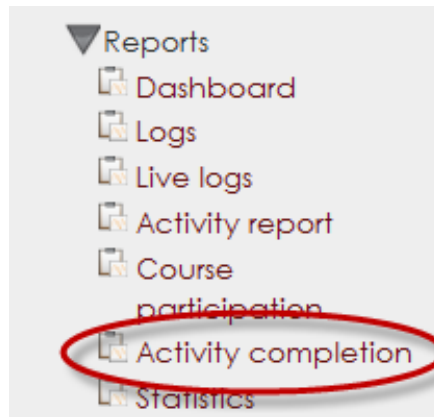 Reports
Dashboard
Logs
Live logs
Activity report
Course
participation
Activity completion
Statistics